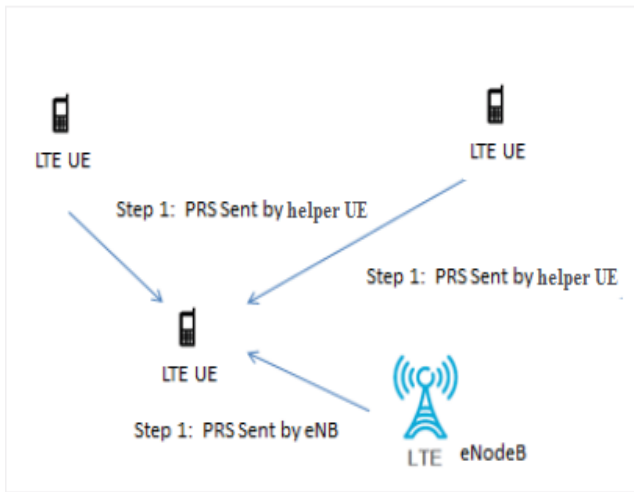 LTE UE
LTE UE
Step 1: PRS Sent by helper UE
Step 1: PRS Sent by helper UE
LTE UE
Step 1: PRS Sent by eNB
LTE eNodeB